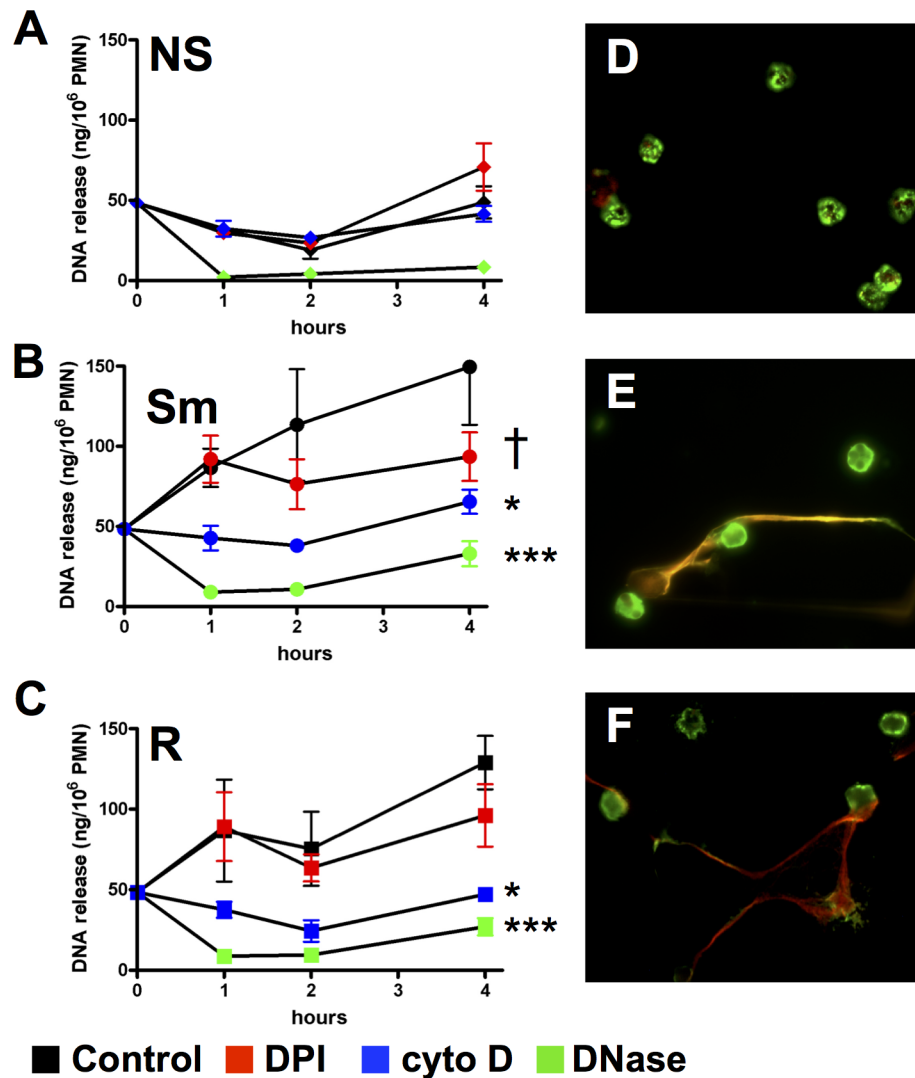 A
NS
DNA release (ng/10⁶ PMN)
150
100
50
0
0 1 2 3 4
hours
B
Sm
DNA release (ng/10⁶ PMN)
150
100
50
0
†
*
***
0 1 2 3 4
hours
C
R
DNA release (ng/10⁶ PMN)
150
100
50
0
*
***
0 1 2 3 4
hours
D
E
F
Control DPI cyto D DNase